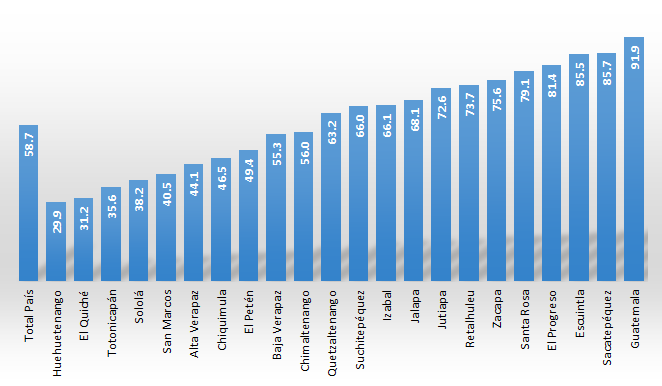 58.7
29.9
31.2
35.6
38.2
40.5
44.1
46.5
49.4
55.3
56.0
63.2
66.0
66.1
68.1
72.6
73.7
75.6
79.1
81.4
85.5
85.7
91.9
Total País
Huehuetenango
El Quiché
Totonicapán
Sololá
San Marcos
Alta Verapaz
Chiquimula
El Petén
Baja Verapaz
Chimaltenango
Quetzaltenango
Suchitepéquez
Izabal
Jalapa
Jutiapa
Retalhuleu
Zacapa
Santa Rosa
El Progreso
Escuintla
Sacatepéquez
Guatemala